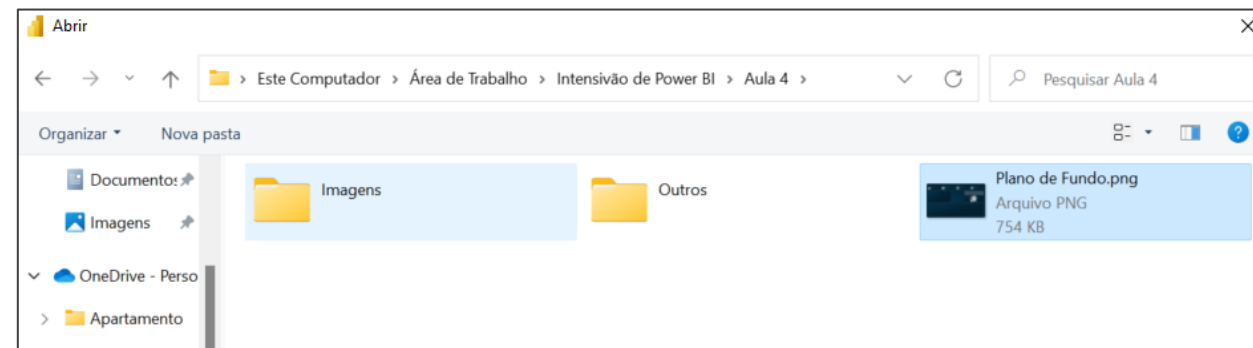 Abrir
Este Computador > Área de Trabalho > Intensivão de Power BI > Aula 4 >
Pesquisar Aula 4
Organizar
Nova pasta
Documentos
Imagens
OneDrive - Perso
Apartamento
Imagens
Outros
Plano de Fundo.png
Arquivo PNG
754 KB